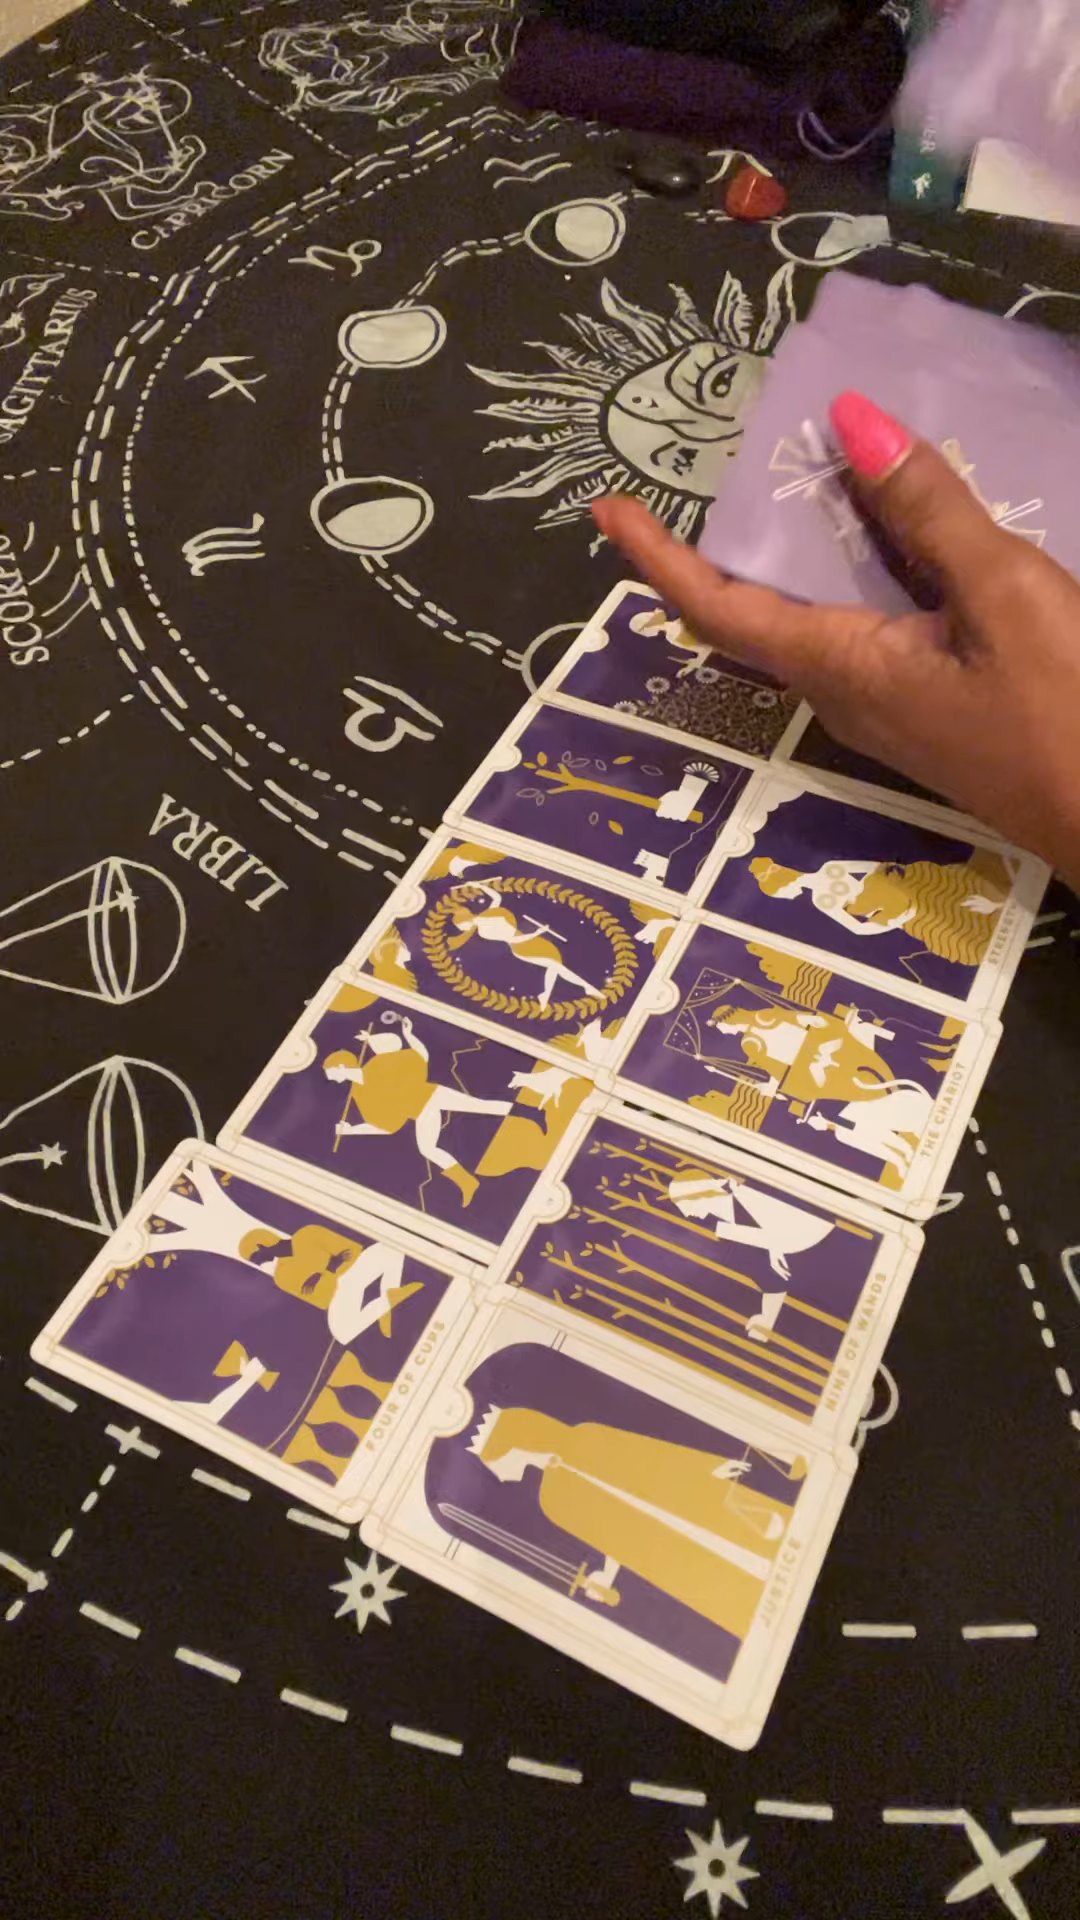 CAPRICORN
SAGITTARIUS
SCORPIO
LIBRA
STRENGTH
THE CHARIOT
NINE OF WANDS
FOUR OF CUPS
JUSTICE